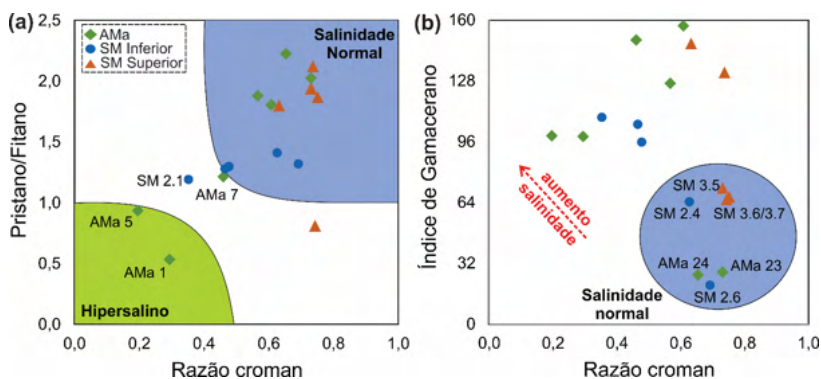 (a)
AMa
SM Inferior
SM Superior
Salinidade
Normal
2,5
2,0
1,5
1,0
0,5
0,0
Pristano/Fitano
SM 2.1
AMa 7
AMa 5
AMa 1
Hipersalino
0,0 0,2 0,4 0,6 0,8 1,0
Razão croman
(b)
160
128
96
64
32
0
Índice de Gamacerano
aumento
salinidade
SM 3.5
SM 2.4
SM 3.6/3.7
AMa 24
AMa 23
SM 2.6
Salinidade
normal
0,0 0,2 0,4 0,6 0,8 1,0
Razão croman